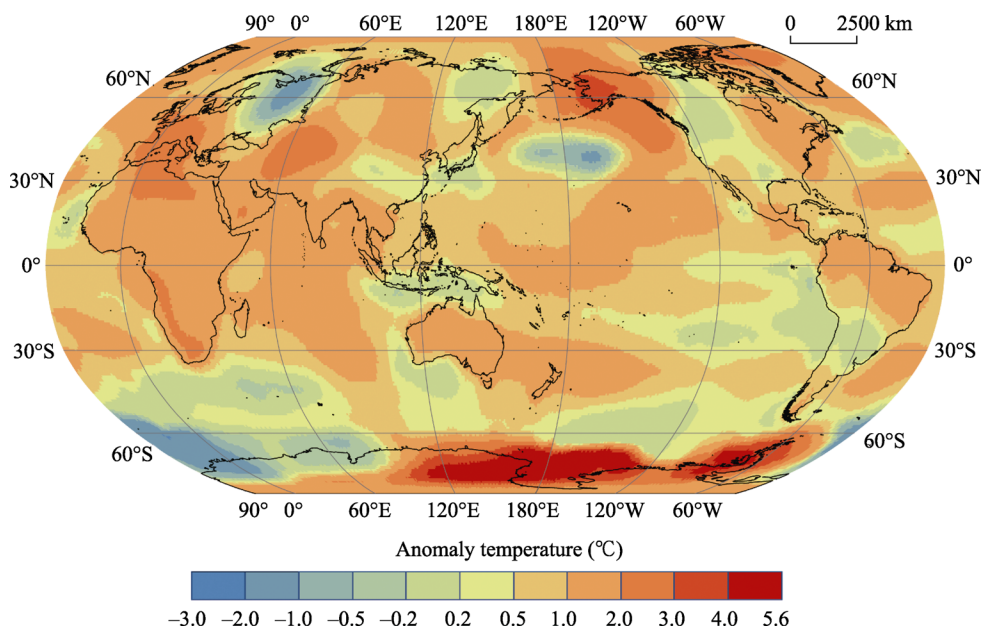 90° 0° 60°E 120°E 180°E 120°W 60°W 0 2500 km
60°N 60°N
30°N 30°N
0° 0°
30°S 30°S
60°S 60°S
90° 0° 60°E 120°E 180°E 120°W 60°W
Anomaly temperature (℃)
–3.0 –2.0 –1.0 –0.5 –0.2 0.2 0.5 1.0 2.0 3.0 4.0 5.6